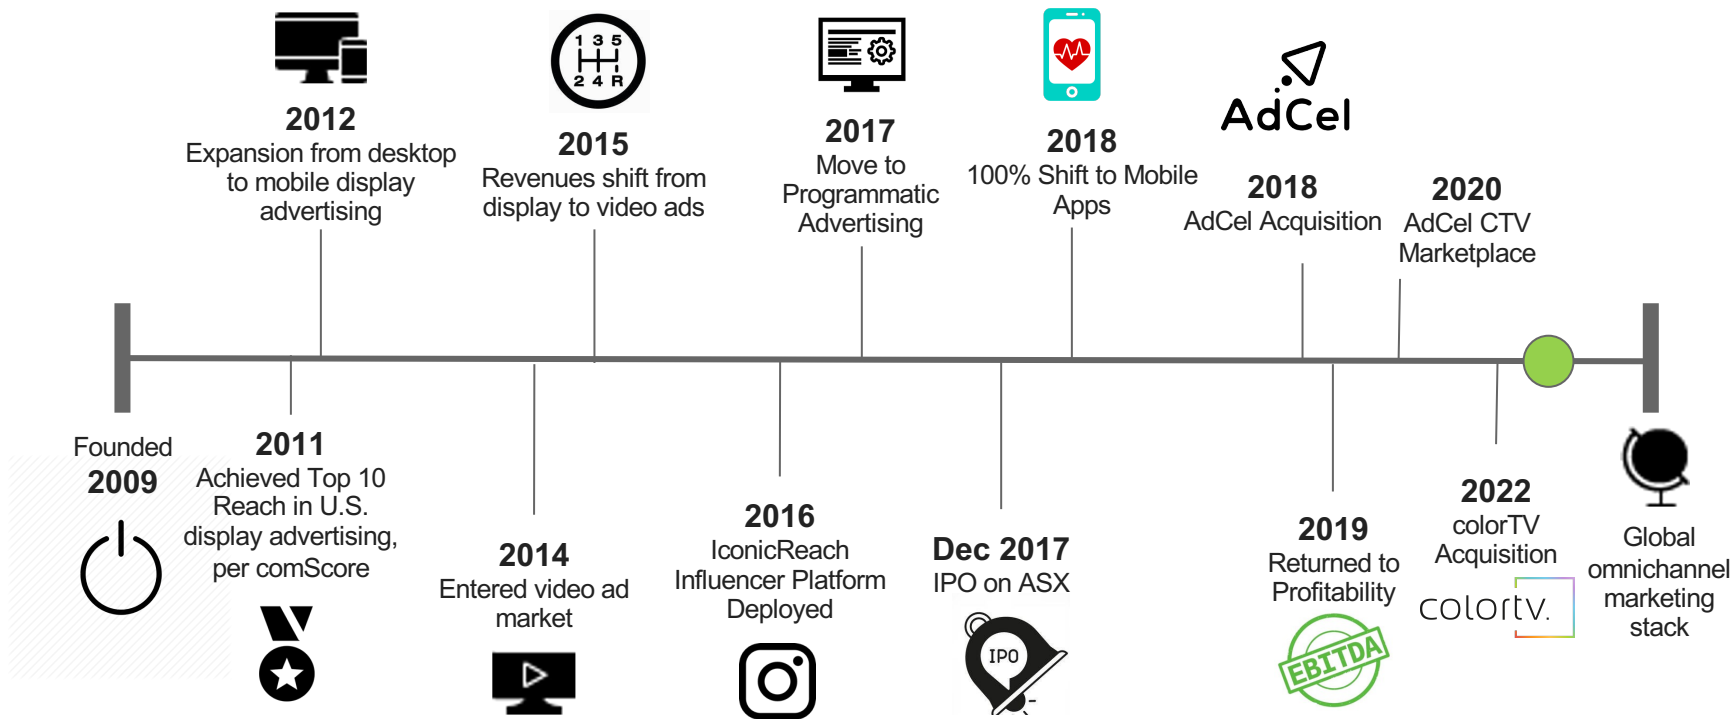 1 3 5
2 4 R
2012
Expansion from desktop
to mobile display
advertising
2015
Revenues shift from
display to video ads
2017
Move to
Programmatic
Advertising
2018
100% Shift to Mobile
Apps
AdCel
2018
AdCel Acquisition
2020
AdCel CTV
Marketplace
Founded
2009
2011
Achieved Top 10
Reach in U.S.
display advertising,
per comScore
2014
Entered video ad
market
2016
IconicReach
Influencer Platform
Deployed
Dec 2017
IPO on ASX
IPO
2019
Returned to
Profitability
EBITDA
2022
colorTV
Acquisition
colortv.
Global
omnichannel
marketing
stack